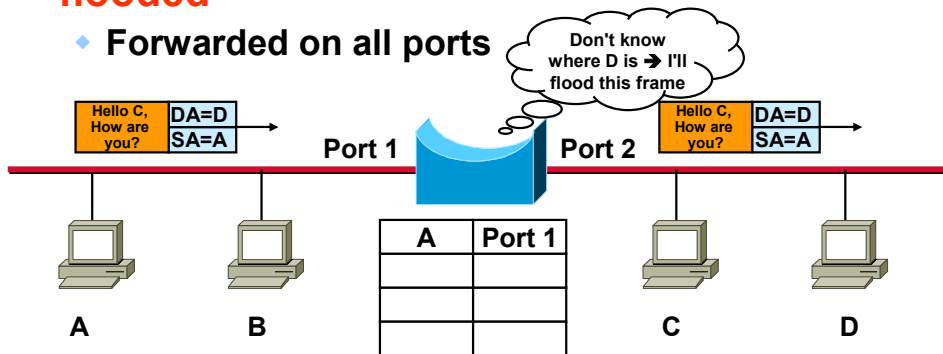 flooded
Forwarded on all ports
Don't know
where D is ➔ I'll
flood this frame
Hello C,
How are
you?
DA=D
SA=A
Port 1
Port 2
Hello C,
How are
you?
DA=D
SA=A
A Port 1
A
B
C
D